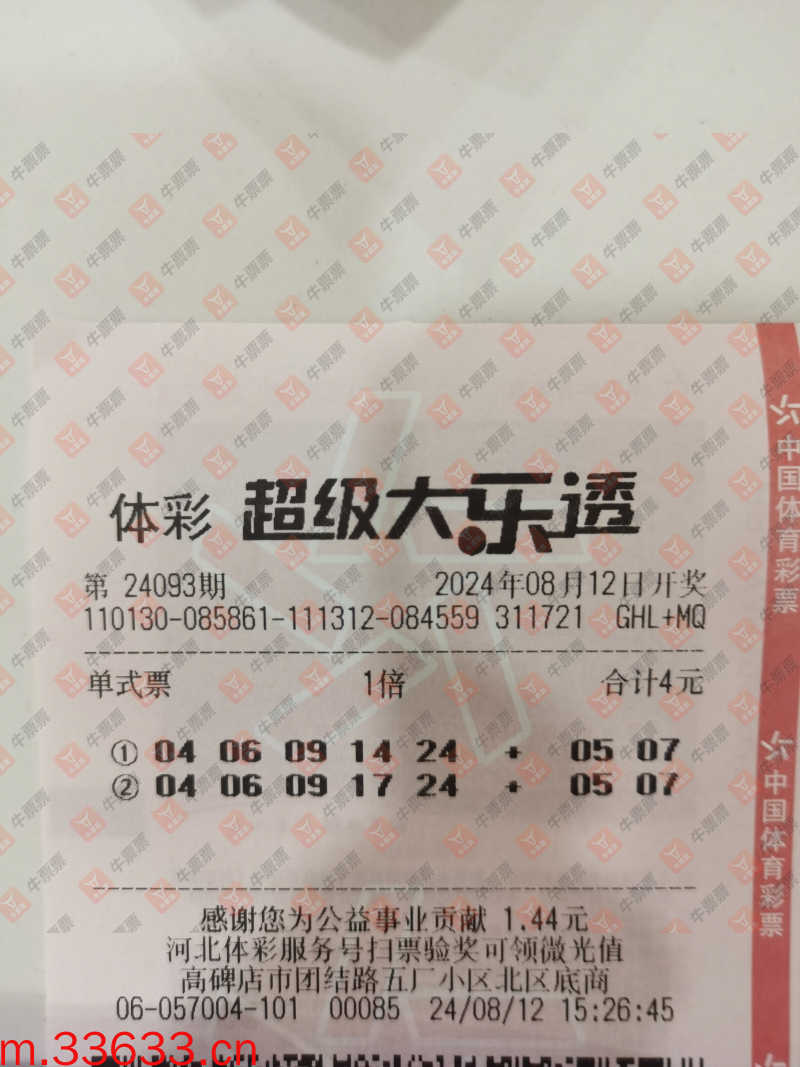 体彩 超级大乐透
第 24093期 2024年08月12日开奖
110130-085861-111312-084559 311721 GHL+MQ
单式票 1倍 合计4元
① 04 06 09 14 24 + 05 07
② 04 06 09 17 24 + 05 07
感谢您为公益事业贡献 1.44元
河北体彩服务号扫票验奖可领微光值
高碑店市团结路五厂小区北区底商
06-057004-101 00085 24/08/12 15:26:45
中国体育彩票
中国体育彩票
牛票票
m.33633.cn